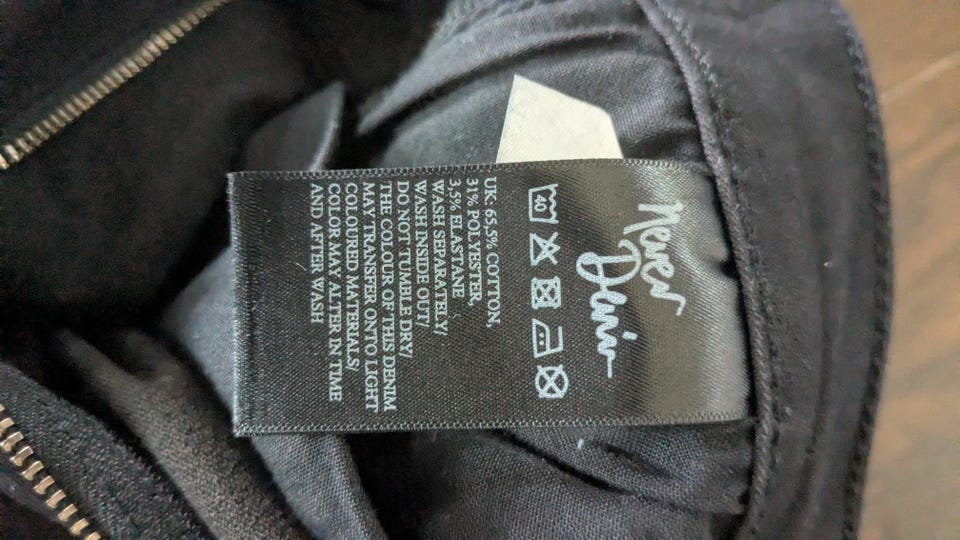 Never
Denim
40
UK: 65,5% COTTON,
31% POLYESTER,
3,5% ELASTANE
WASH SEPARATELY/
WASH INSIDE OUT/
DO NOT TUMBLE DRY/
THE COLOUR OF THIS DENIM
MAY TRANSFER ONTO LIGHT
COLOURED MATERIALS/
COLOR MAY ALTER IN TIME
AND AFTER WASH